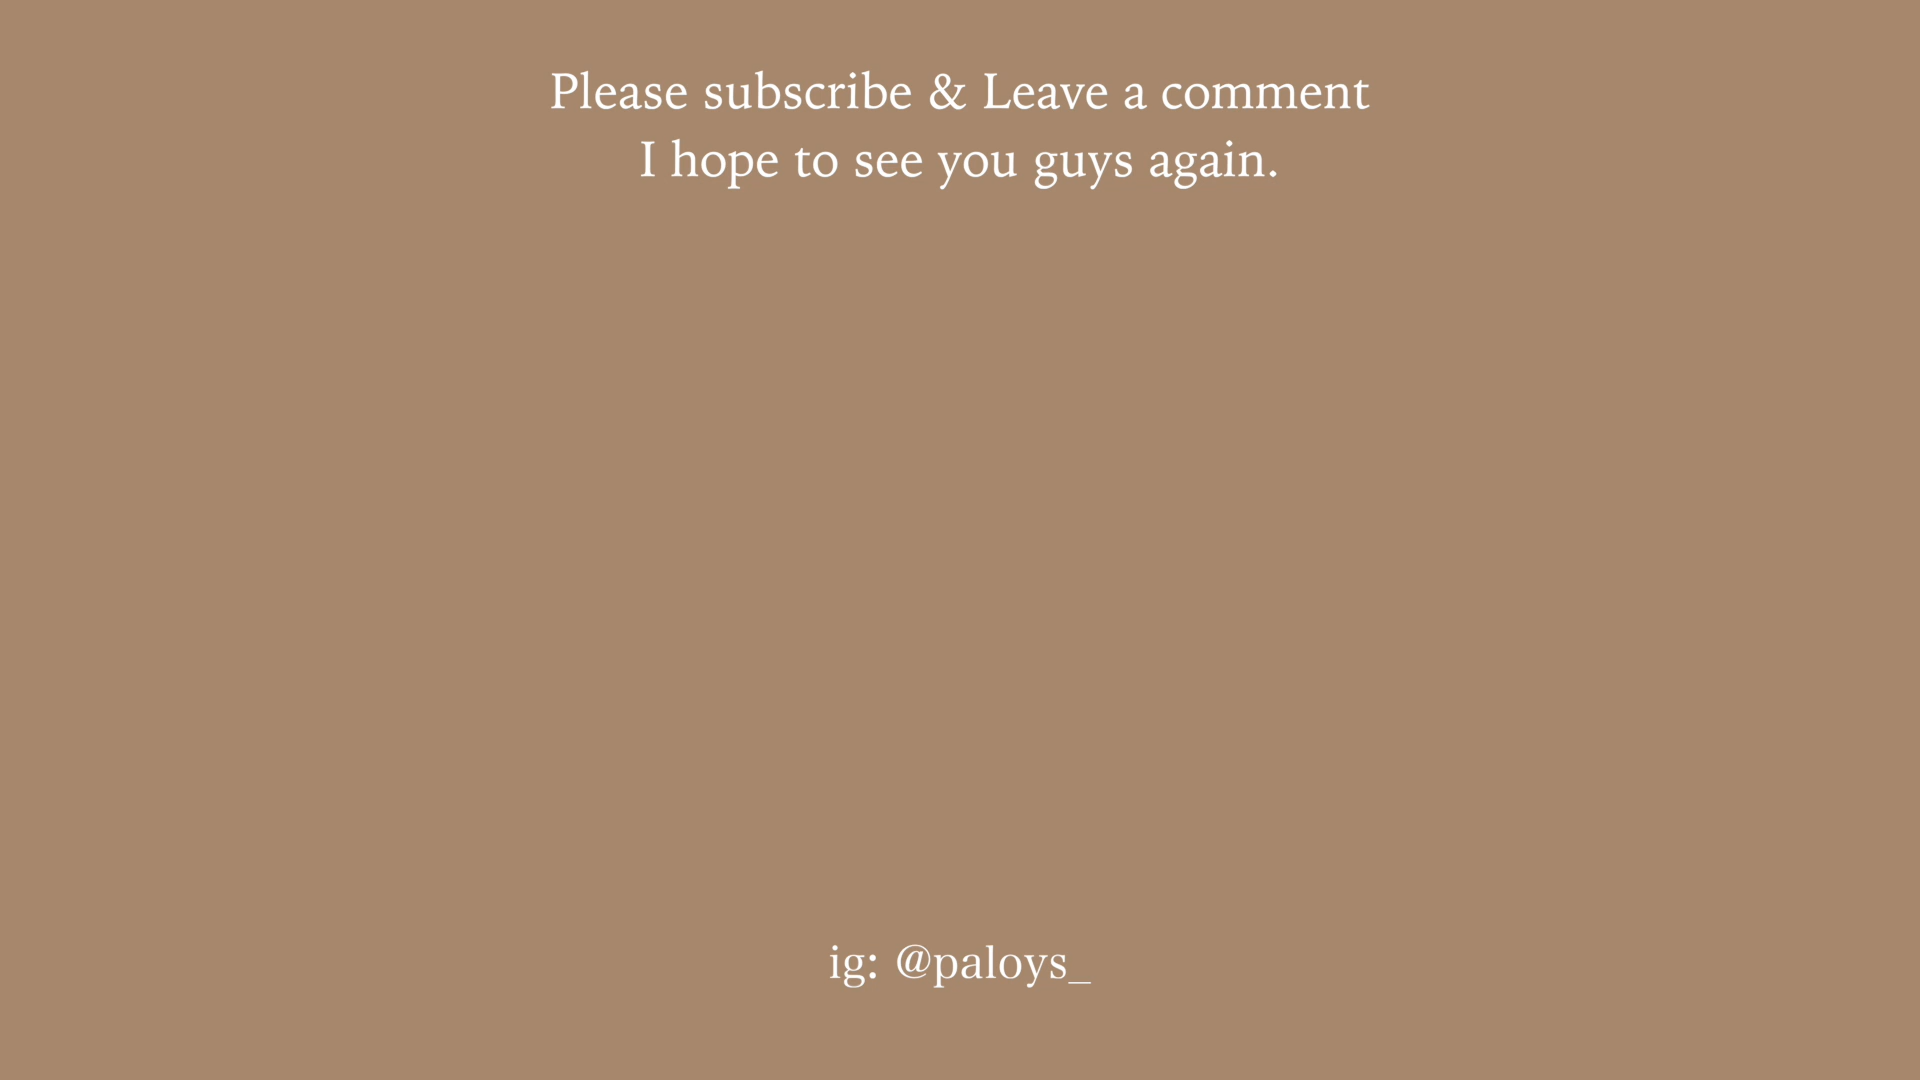 Please subscribe & Leave a comment
I hope to see you guys again.
ig: @paloys_